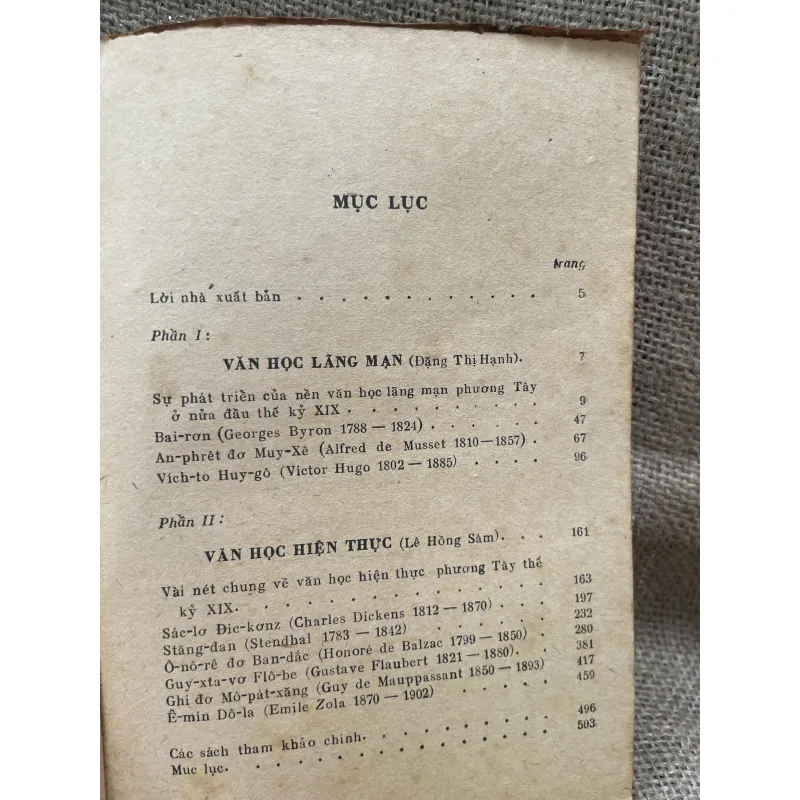 MỤC LỤC
trang
Lời nhà xuất bản . . . . . . . . . . . . 5
Phần I:
VĂN HỌC LÃNG MẠN (Đặng Thị Hạnh). 7
Sự phát triển của nền văn học lãng mạn phương Tây
ở nửa đầu thế kỷ XIX . . . . . . . . . . 9
Bai-rơn (Georges Byron 1788 — 1824) . . . . . 47
An-phrêt đơ Muy-Xê (Alfred de Musset 1810—1857) . 67
Vích-to Huy-gô (Victor Hugo 1802 — 1885) . . . . 96
Phần II:
VĂN HỌC HIỆN THỰC (Lê Hồng Sâm). . . 161
Vài nét chung về văn học hiện thực phương Tây thế
kỷ XIX. . . . . . . . . . . . . . 163
Sác-lơ Đic-kơnz (Charles Dickens 1812 — 1870) . . . 197
Stăng-đan (Stendhal 1783 — 1842) . . . . . . 232
Ô-nô-rê đơ Ban-dắc (Honoré de Balzac 1799 — 1850) . 280
Guy-xta-vơ Flô-be (Gustave Flaubert 1821 — 1880). . 381
Ghi đơ Mô-pát-xăng (Guy de Maupassant 1850 — 1893) 417
Ê-min Dô-la (Emile Zola 1870 — 1902) . . . . . 459
Các sách tham khảo chính. . . . . . . . . . 496
Mục lục. . . . . . . . . . . . . . 503